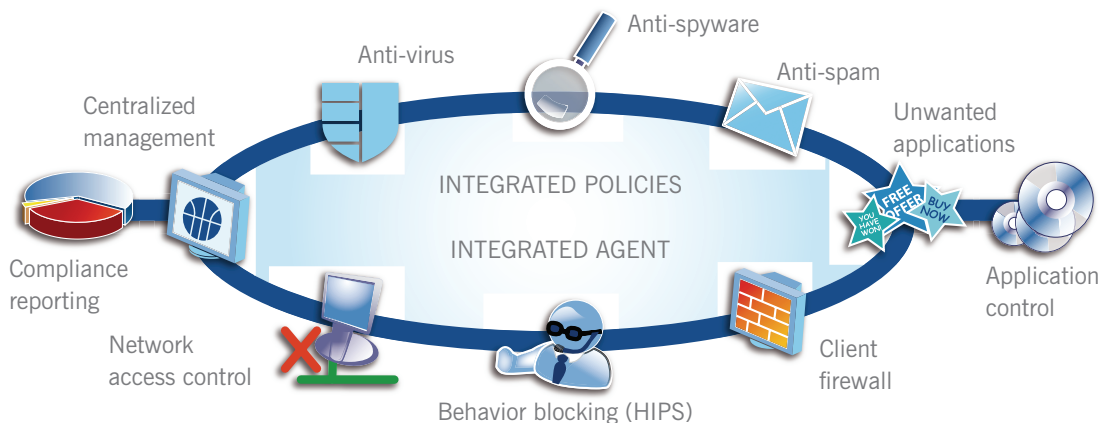 Anti-spyware
Anti-virus
Anti-spam
Centralized
management
Unwanted
applications
INTEGRATED POLICIES
FREE
OFFER
BUY
NOW
YOU
HAVE
WON!
INTEGRATED AGENT
Compliance
reporting
Application
control
Network
access control
Client
firewall
Behavior blocking (HIPS)